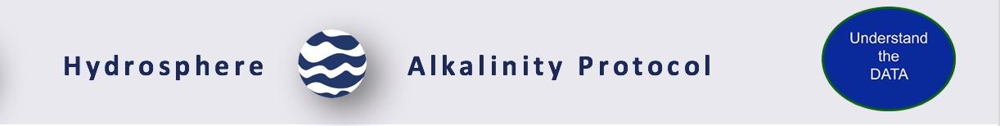 Hydrosphere Alkalinity Protocol
Understand
the
DATA